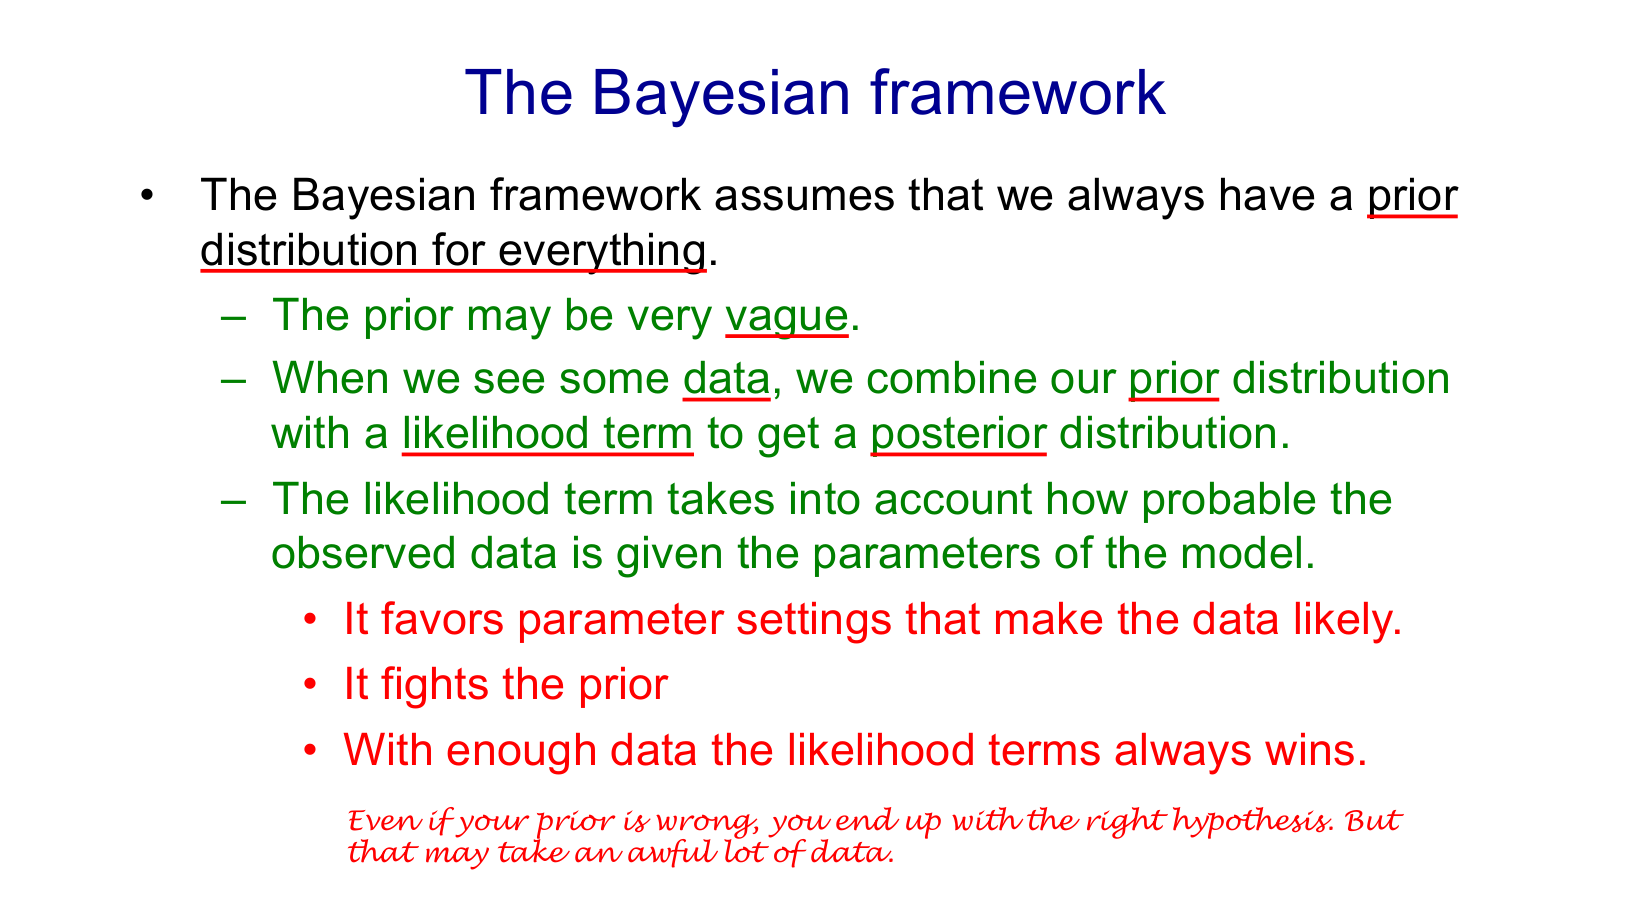 The Bayesian framework
• The Bayesian framework assumes that we always have a prior
distribution for everything.
– The prior may be very vague.
– When we see some data, we combine our prior distribution
with a likelihood term to get a posterior distribution.
– The likelihood term takes into account how probable the
observed data is given the parameters of the model.
• It favors parameter settings that make the data likely.
• It fights the prior
• With enough data the likelihood terms always wins.
Even if your prior is wrong, you end up with the right hypothesis. But
that may take an awful lot of data.